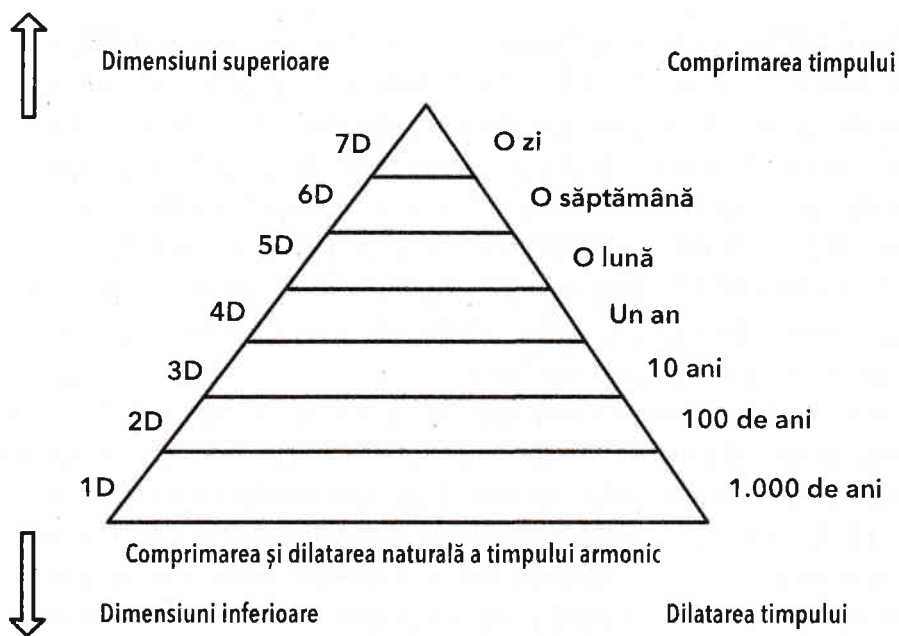 Dimensiuni superioare
Comprimarea timpului
7D
O zi
6D
O săptămână
5D
O lună
4D
Un an
3D
10 ani
2D
100 de ani
1D
1.000 de ani
Comprimarea și dilatarea naturală a timpului armonic
Dimensiuni inferioare
Dilatarea timpului